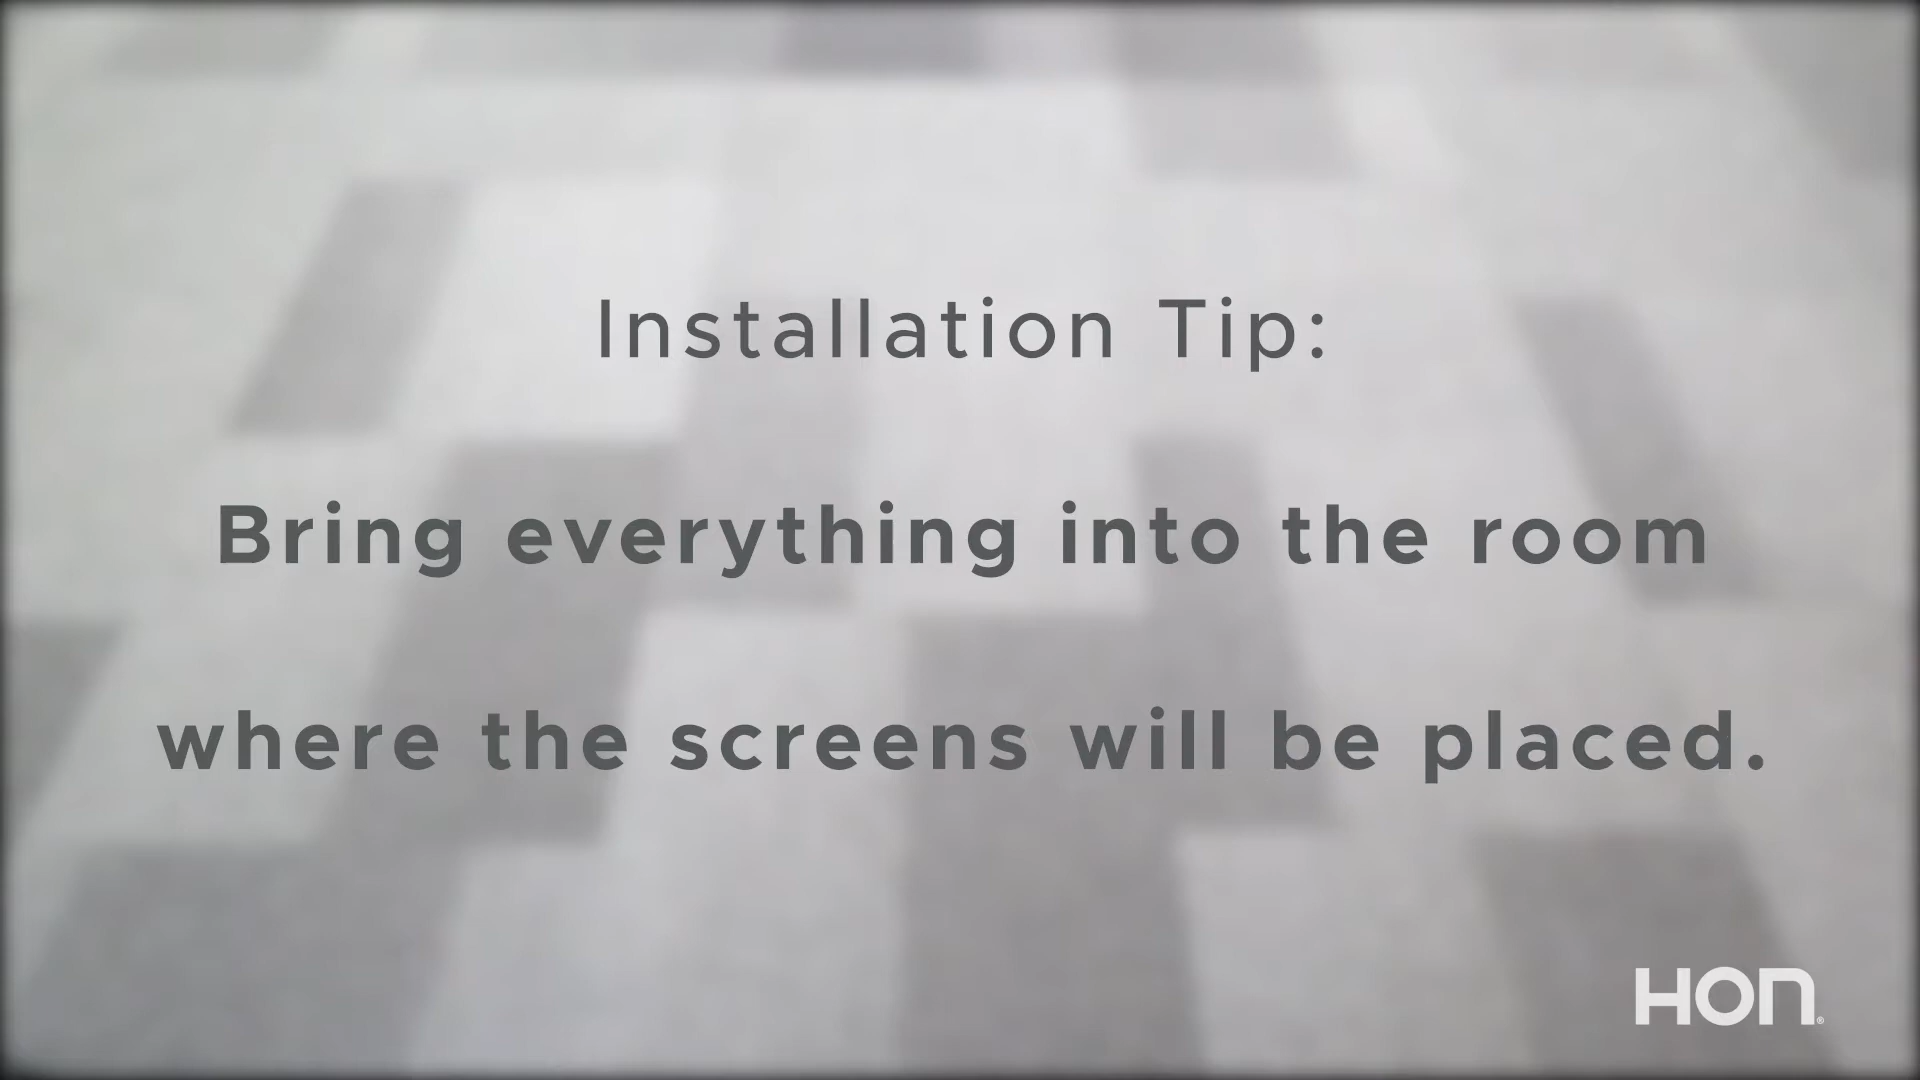 Installation Tip:
Bring everything into the room
where the screens will be placed.
HON®